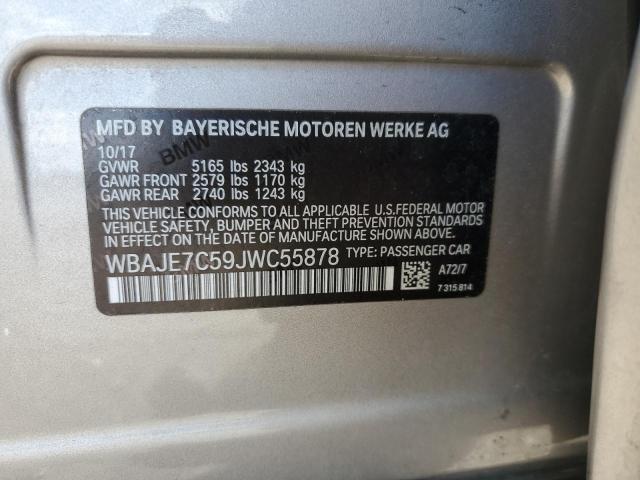 MFD BY BAYERISCHE MOTOREN WERKE AG
10/17
GVWR 5165 lbs 2343 kg
GAWR FRONT 2579 lbs 1170 kg
GAWR REAR 2740 lbs 1243 kg
THIS VEHICLE CONFORMS TO ALL APPLICABLE U.S.FEDERAL MOTOR
VEHICLE SAFETY, BUMPER AND THEFT PREVENTION STANDARDS
IN EFFECT ON THE DATE OF MANUFACTURE SHOWN ABOVE.
WBAJE7C59JWC55878 TYPE: PASSENGER CAR
A72/7
7 315 814